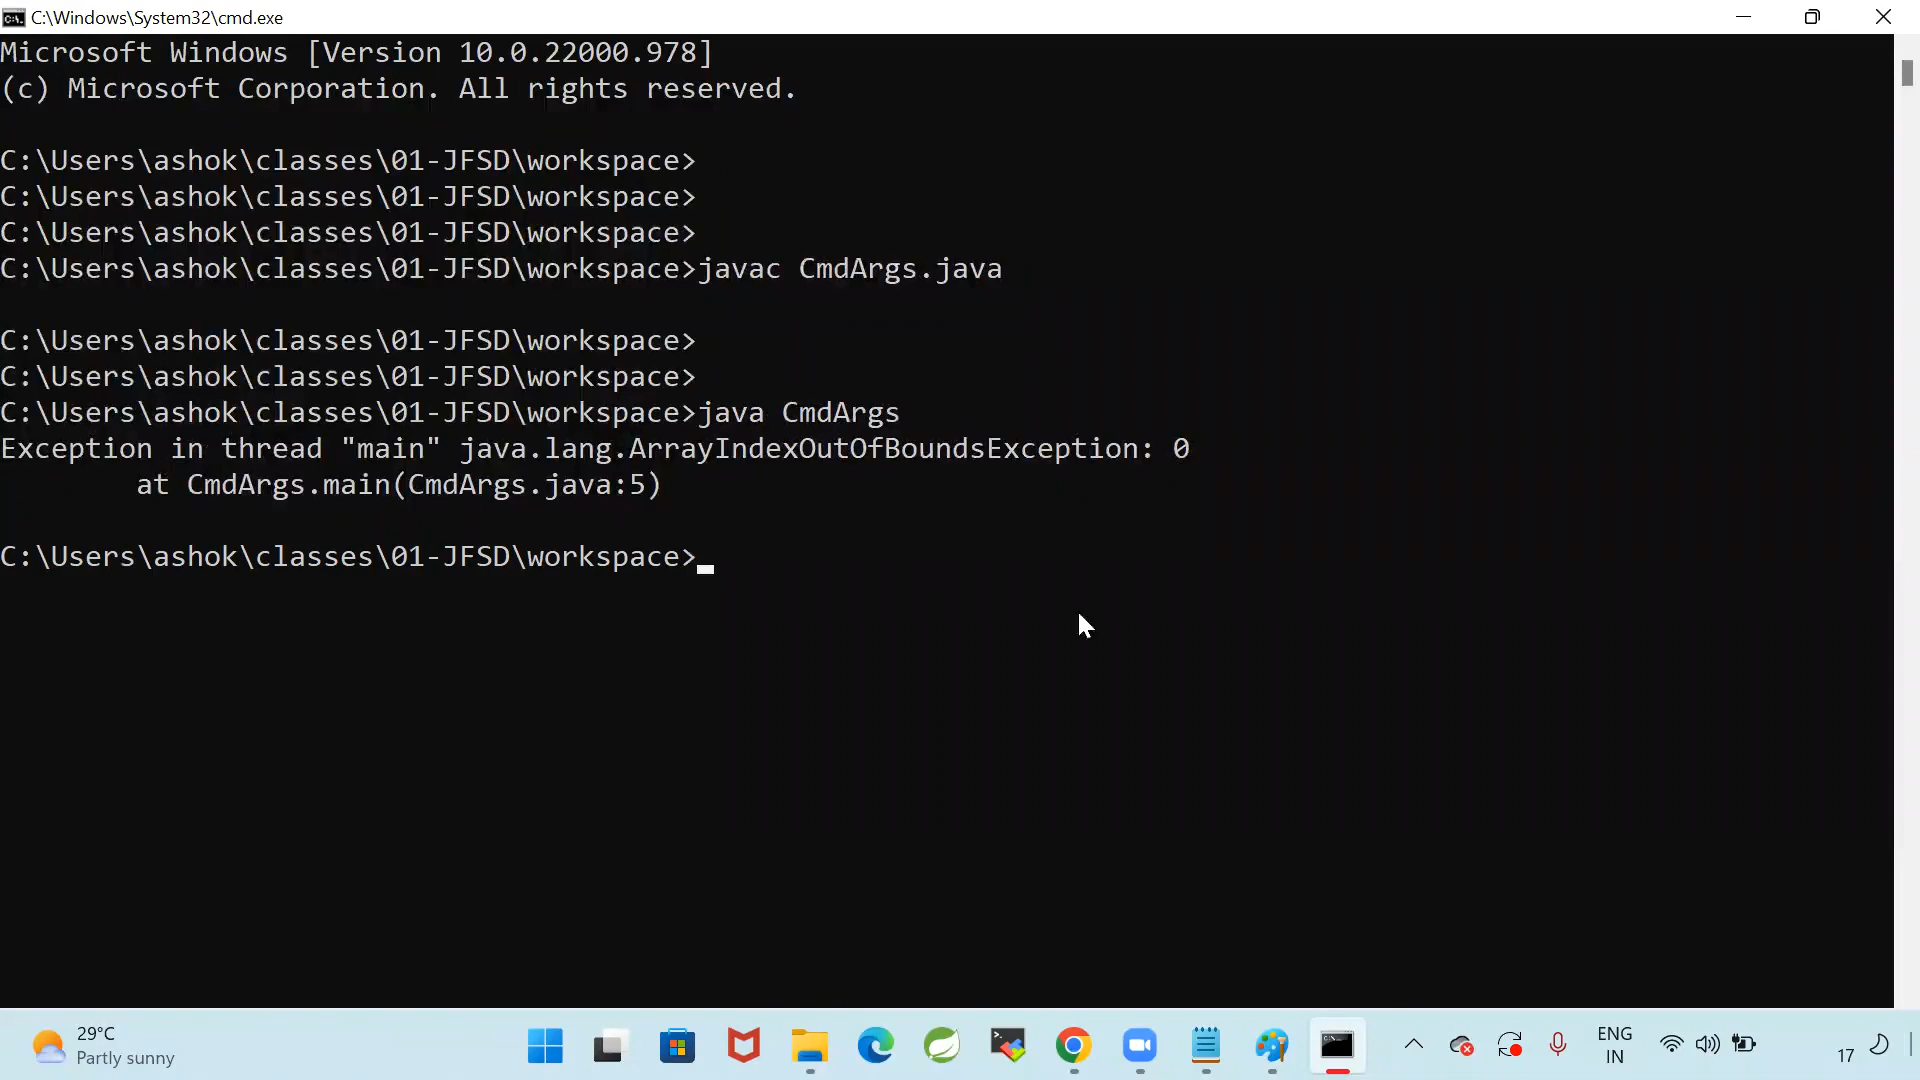 C:\Windows\System32\cmd.exe
Microsoft Windows [Version 10.0.22000.978]
(c) Microsoft Corporation. All rights reserved.
C:\Users\ashok\classes\01-JFSD\workspace>
C:\Users\ashok\classes\01-JFSD\workspace>
C:\Users\ashok\classes\01-JFSD\workspace>
C:\Users\ashok\classes\01-JFSD\workspace>javac CmdArgs.java
C:\Users\ashok\classes\01-JFSD\workspace>
C:\Users\ashok\classes\01-JFSD\workspace>
C:\Users\ashok\classes\01-JFSD\workspace>java CmdArgs
Exception in thread "main" java.lang.ArrayIndexOutOfBoundsException: 0
at CmdArgs.main(CmdArgs.java:5)
C:\Users\ashok\classes\01-JFSD\workspace>
29°C
Partly sunny
ENG
IN
17